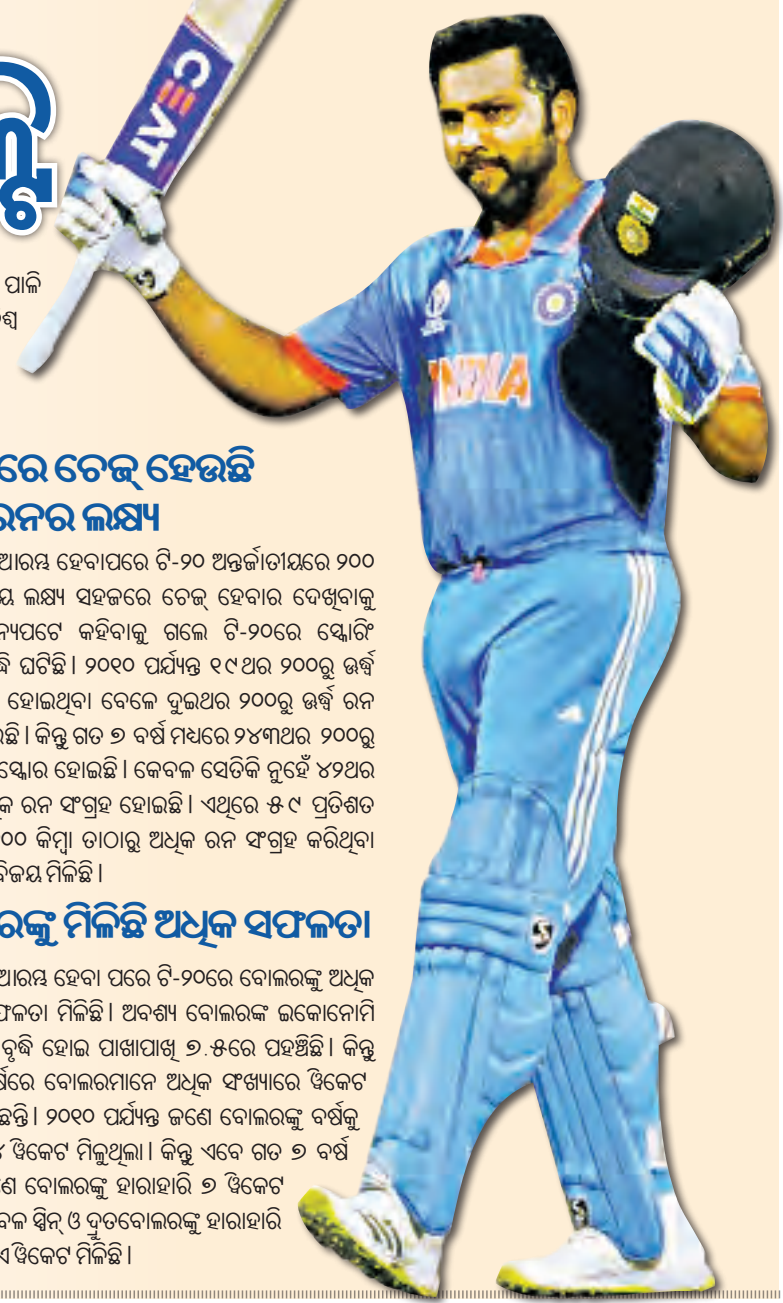 CEAT
ପାଳି
INDIA
ରେ ଚେଜ୍ ହେଉଛି
ରନର ଲକ୍ଷ୍ୟ
ଆରମ୍ଭ ହେବାପରେ ଟି-୨୦ ଅନ୍ତର୍ଜାତୀୟରେ ୨୦୦
ୟ ଲକ୍ଷ୍ୟ ସହଜରେ ଚେଜ୍ ହେବାର ଦେଖିବାକୁ
ନ୍ୟପଟେ କହିବାକୁ ଗଲେ ଟି-୨୦ରେ ସ୍କୋରିଂ
ଦ୍ଧି ଘଟିଛି । ୨୦୧୦ ପର୍ଯ୍ୟନ୍ତ ୧୯ଥର ୨୦୦ରୁ ଊର୍ଦ୍ଧ୍ୱ
ହୋଇଥିବା ବେଳେ ଦୁଇଥର ୨୦୦ରୁ ଊର୍ଦ୍ଧ୍ୱ ରନ
ଛି । କିନ୍ତୁ ଗତ ୭ ବର୍ଷ ମଧ୍ୟରେ ୨୪୩ଥର ୨୦୦ରୁ
ସ୍କୋର ହୋଇଛି । କେବଳ ସେତିକି ନୁହେଁ ୪୨ଥର
କ ରନ ସଂଗ୍ରହ ହୋଇଛି । ଏଥିରେ ୫୯ ପ୍ରତିଶତ
୦୦ କିମ୍ବା ତାଠାରୁ ଅଧିକ ରନ ସଂଗ୍ରହ କରିଥିବା
ବିଜୟ ମିଳିଛି ।
ରଙ୍କୁ ମିଳିଛି ଅଧିକ ସଫଳତା
ଆରମ୍ଭ ହେବା ପରେ ଟି-୨୦ରେ ବୋଲରଙ୍କୁ ଅଧିକ
ଫଳତା ମିଳିଛି । ଅବଶ୍ୟ ବୋଲରଙ୍କ ଇକୋନୋମି
ବୃଦ୍ଧି ହୋଇ ପାଖାପାଖି ୭.୫ରେ ପହଞ୍ଚିଛି । କିନ୍ତୁ
ର୍ଷରେ ବୋଲରମାନେ ଅଧିକ ସଂଖ୍ୟାରେ ୱିକେଟ
ଛନ୍ତି । ୨୦୧୦ ପର୍ଯ୍ୟନ୍ତ ଜଣେ ବୋଲରଙ୍କୁ ବର୍ଷକୁ
୪ ୱିକେଟ ମିଳୁଥିଲା । କିନ୍ତୁ ଏବେ ଗତ ୭ ବର୍ଷ
ଣେ ବୋଲରଙ୍କୁ ହାରାହାରି ୭ ୱିକେଟ
ବଳ ସ୍ପିନ୍ ଓ ଦ୍ରୁତବୋଲରଙ୍କୁ ହାରାହାରି
ଏ ୱିକେଟ ମିଳିଛି ।